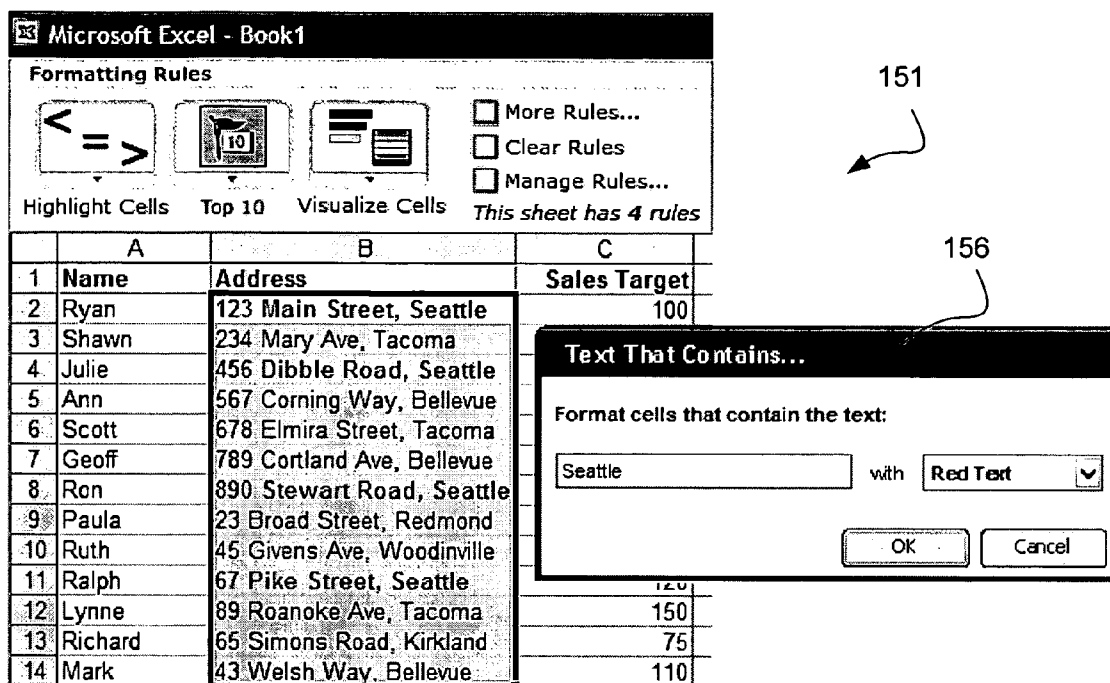 Microsoft Excel - Book1
Formatting Rules
151
< = >
10
More Rules...
Clear Rules
Manage Rules...
Highlight Cells Top 10 Visualize Cells This sheet has 4 rules
156
A B C
1 Name Address Sales Target
2 Ryan 123 Main Street, Seattle 100
3 Shawn 234 Mary Ave, Tacoma
4 Julie 456 Dibble Road, Seattle
5 Ann 567 Corning Way, Bellevue
6 Scott 678 Elmira Street, Tacoma
7 Geoff 789 Cortland Ave, Bellevue
8 Ron 890 Stewart Road, Seattle
9 Paula 23 Broad Street, Redmond
10 Ruth 45 Givens Ave, Woodinville
11 Ralph 67 Pike Street, Seattle
12 Lynne 89 Roanoke Ave, Tacoma 150
13 Richard 65 Simons Road, Kirkland 75
14 Mark 43 Welsh Way, Bellevue 110
Text That Contains...
Format cells that contain the text:
Seattle with Red Text
OK Cancel